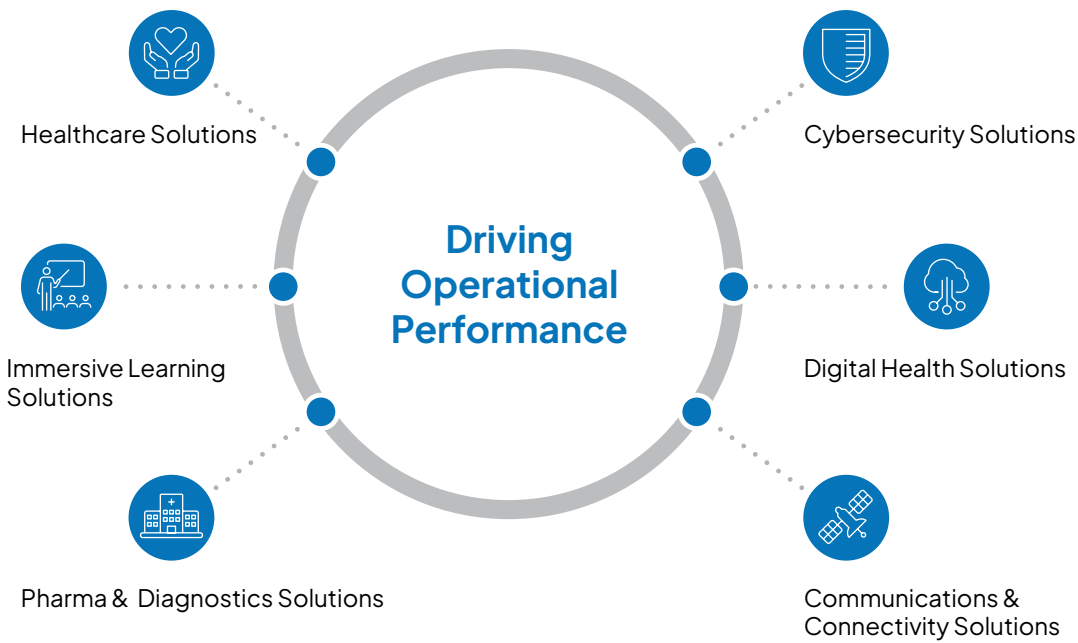 Healthcare Solutions
Cybersecurity Solutions
Driving
Operational
Performance
Immersive Learning
Solutions
Digital Health Solutions
Pharma & Diagnostics Solutions
Communications &
Connectivity Solutions